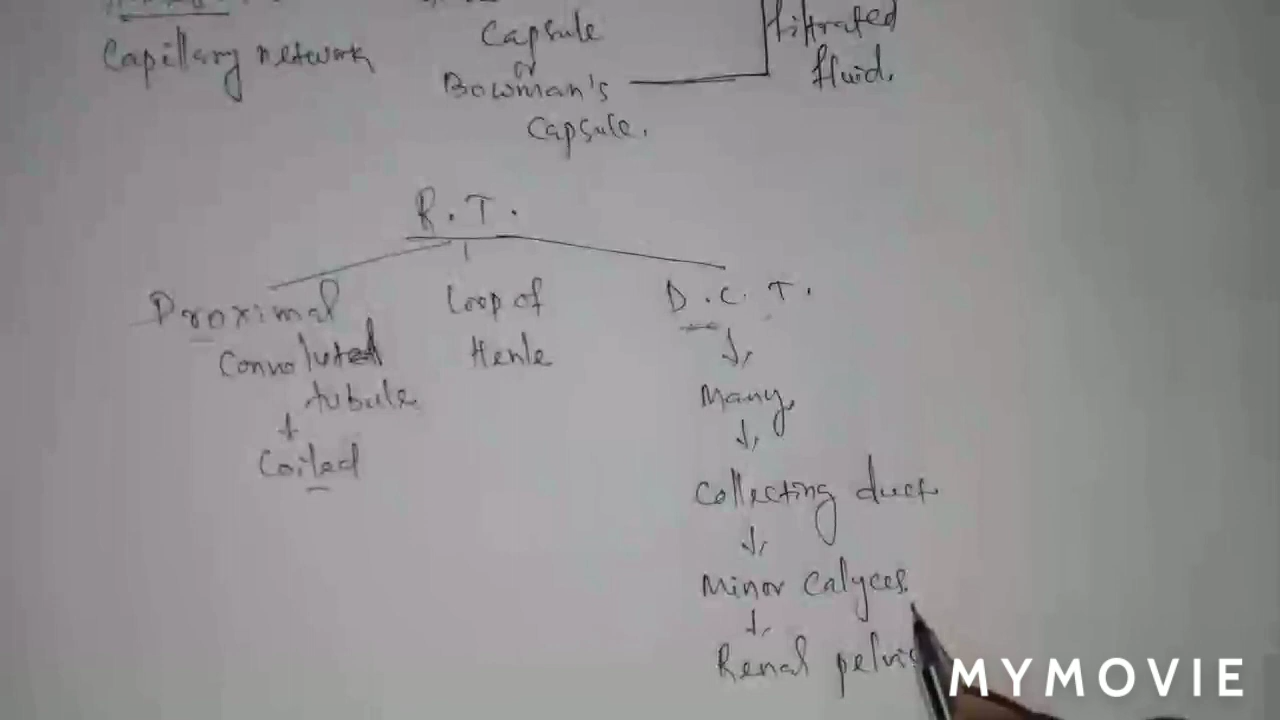 Capillary network
Capsule
or
Bowman's
Capsule.
filtrated
fluid.
R.T.
Proximal
Convoluted
tubule
Coiled
Loop of
Henle
D.C.T.
Many
Collecting duct
Minor Calyces.
Renal pelvis
MYMOVIE